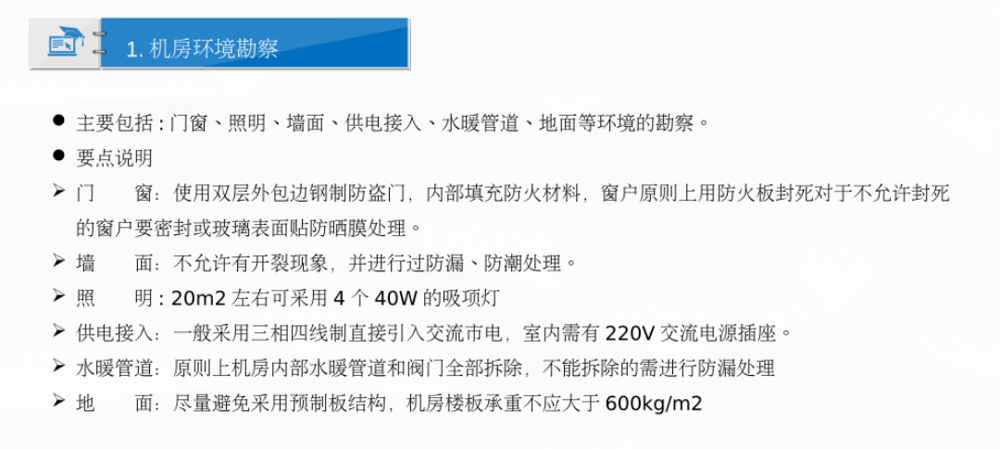 1. 机房环境勘察
主要包括：门窗、照明、墙面、供电接入、水暖管道、地面等环境的勘察。
要点说明
门 窗：使用双层外包边钢制防盗门，内部填充防火材料，窗户原则上用防火板封死对于不允许封死
的窗户要密封或玻璃表面贴防晒膜处理。
墙 面：不允许有开裂现象，并进行过防漏、防潮处理。
照 明：20m2 左右可采用 4 个 40W 的吸项灯
供电接入：一般采用三相四线制直接引入交流市电，室内需有 220V 交流电源插座。
水暖管道：原则上机房内部水暖管道和阀门全部拆除，不能拆除的需进行防漏处理
地 面：尽量避免采用预制板结构，机房楼板承重不应大于 600kg/m2